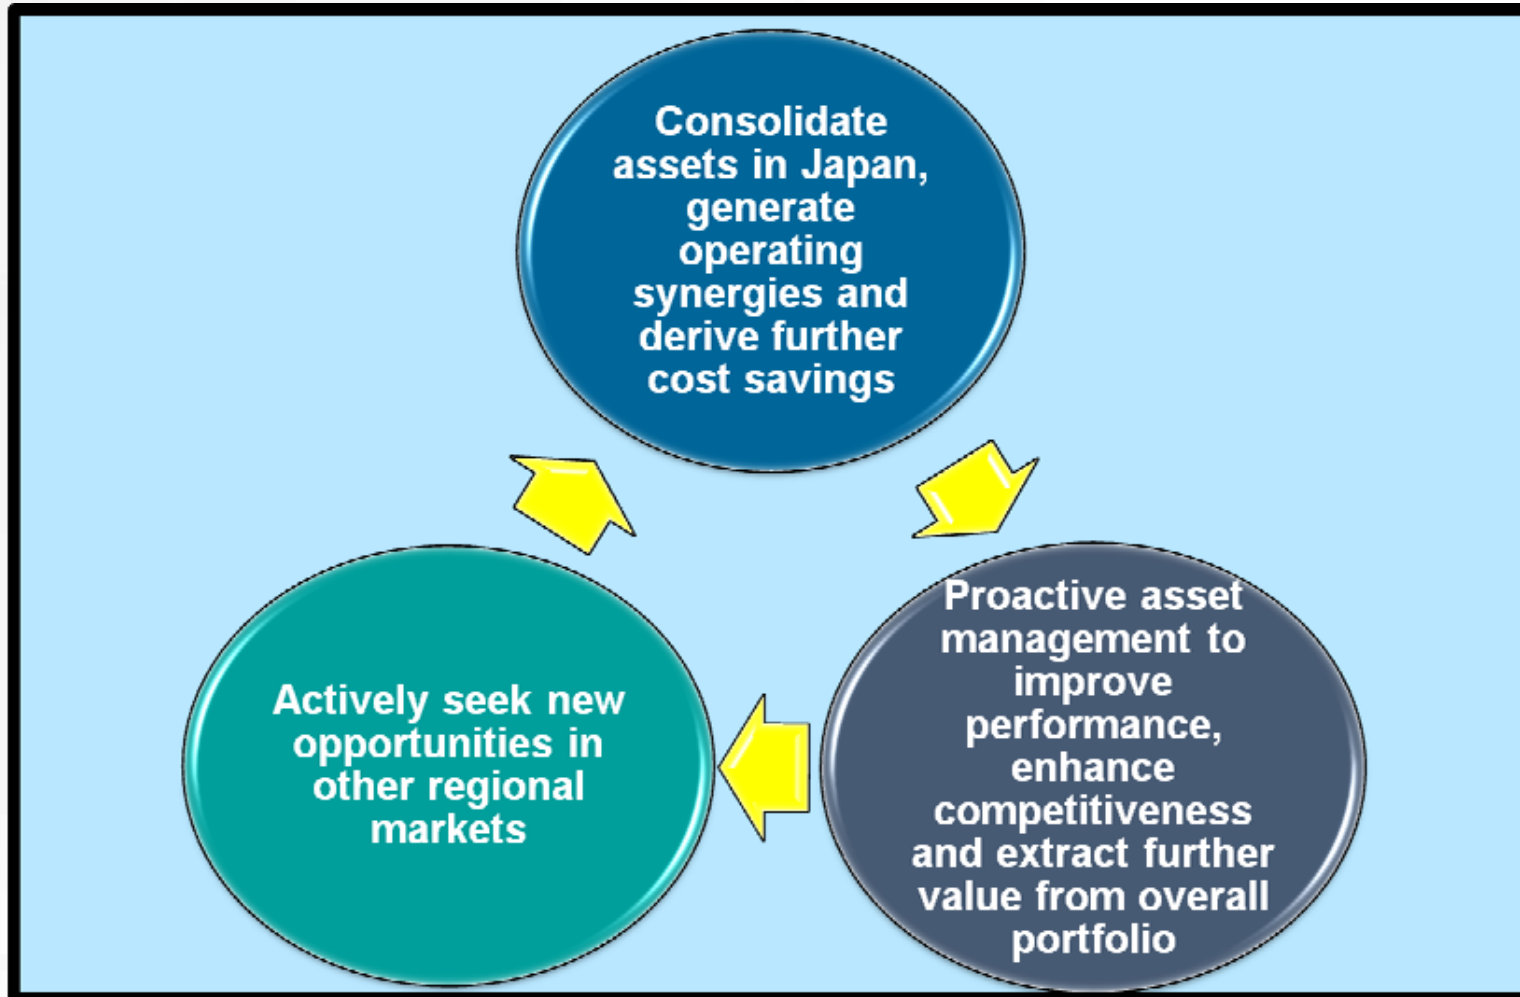 Consolidate
assets in Japan,
generate
operating
synergies and
derive further
cost savings
Proactive asset
management to
improve
performance,
enhance
competitiveness
and extract further
value from overall
portfolio
Actively seek new
opportunities in
other regional
markets